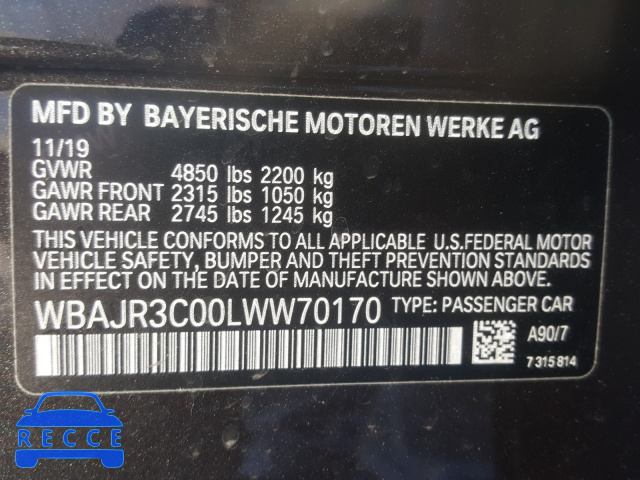 MFD BY BAYERISCHE MOTOREN WERKE AG
11/19
GVWR 4850 lbs 2200 kg
GAWR FRONT 2315 lbs 1050 kg
GAWR REAR 2745 lbs 1245 kg
THIS VEHICLE CONFORMS TO ALL APPLICABLE U.S.FEDERAL MOTOR
VEHICLE SAFETY, BUMPER AND THEFT PREVENTION STANDARDS
IN EFFECT ON THE DATE OF MANUFACTURE SHOWN ABOVE.
WBAJR3C00LWW70170 TYPE: PASSENGER CAR
A90/7
7 315 814
RECCE